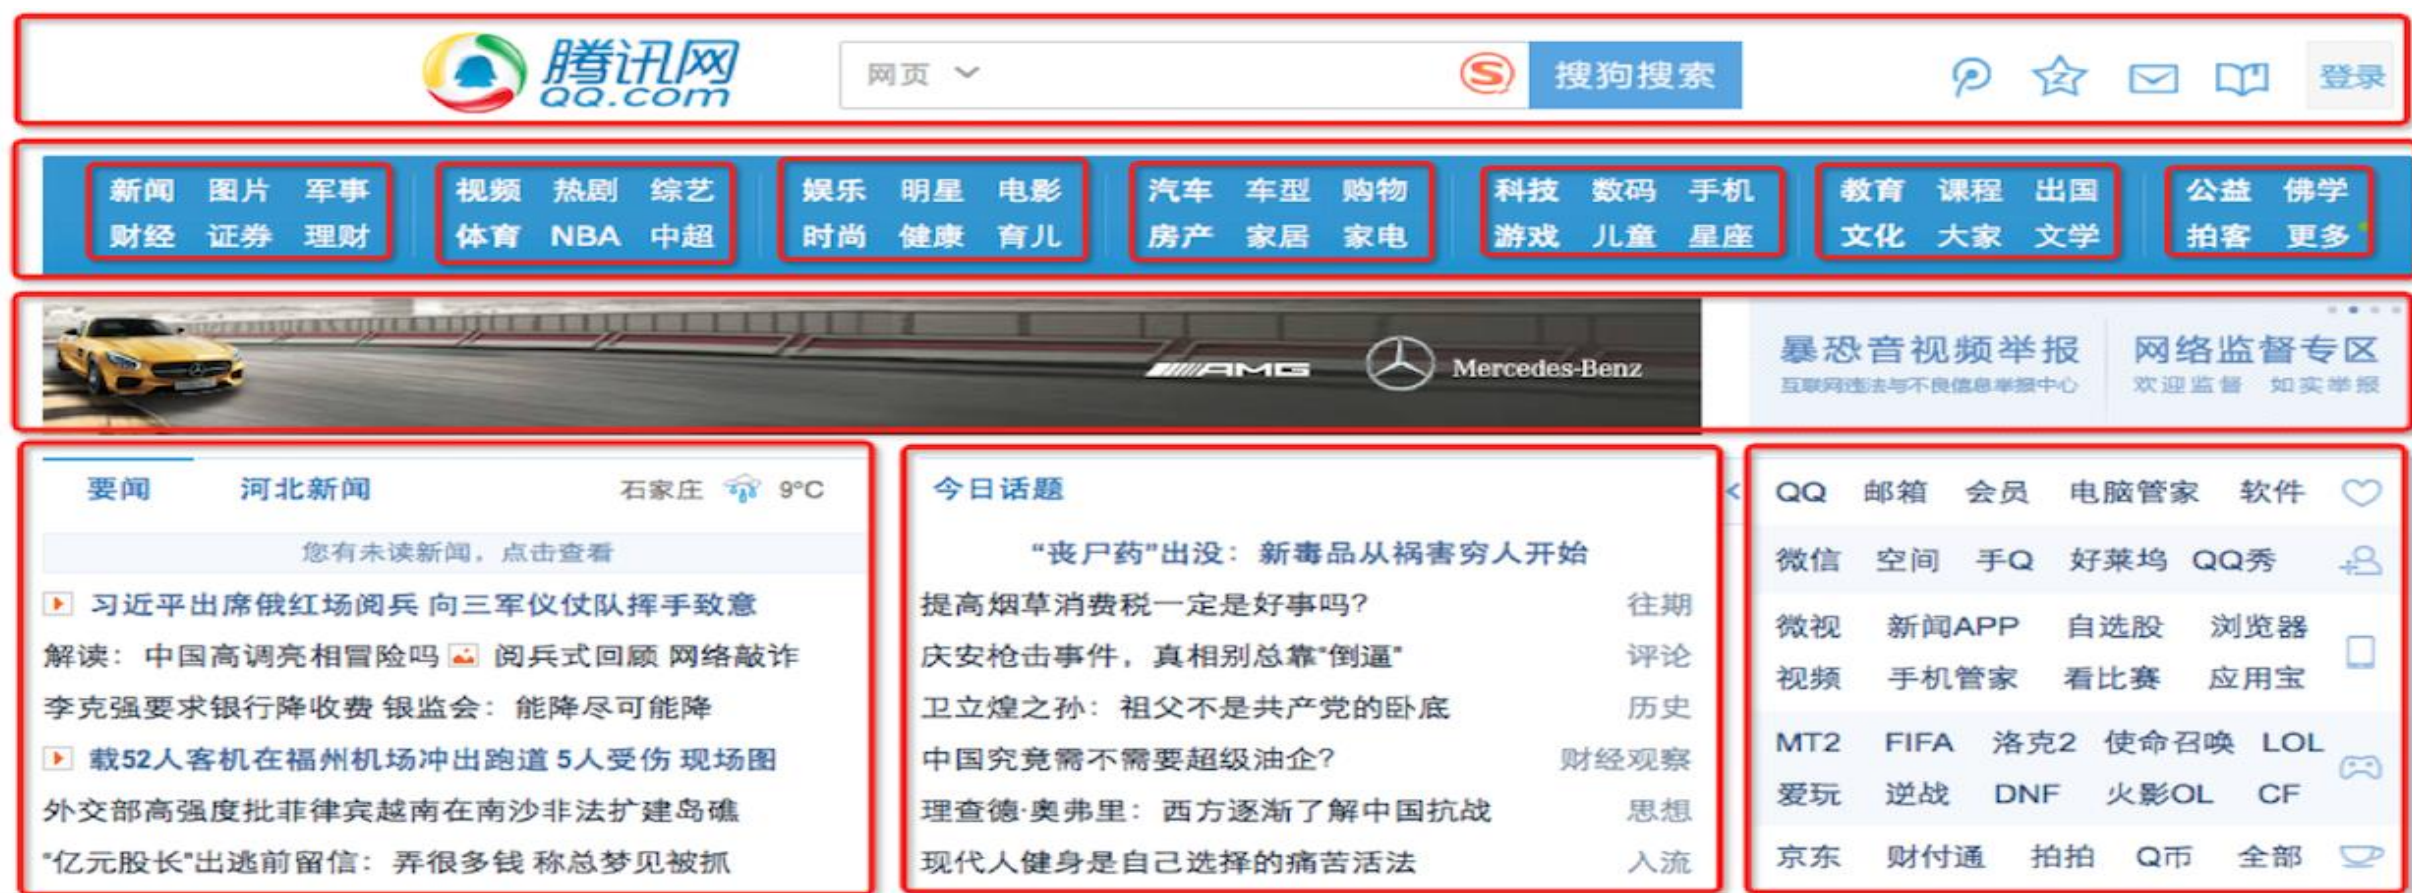 腾讯网
QQ.com
网页
搜狗搜索
登录
新闻 图片 军事 视频 热剧 综艺 娱乐 明星 电影 汽车 车型 购物 科技 数码 手机 教育 课程 出国 公益 佛学
财经 证券 理财 体育 NBA 中超 时尚 健康 育儿 房产 家居 家电 游戏 儿童 星座 文化 大家 文学 拍客 更多
AMG Mercedes-Benz
暴恐音视频举报
互联网违法与不良信息举报中心
网络监督专区
欢迎监督 如实举报
要闻 河北新闻 石家庄 9°C
您有未读新闻，点击查看
习近平出席俄红场阅兵 向三军仪仗队挥手致意
解读：中国高调亮相冒险吗 阅兵式回顾 网络敲诈
李克强要求银行降收费 银监会：能降尽可能降
载52人客机在福州机场冲出跑道 5人受伤 现场图
外交部高强度批菲律宾越南在南沙非法扩建岛礁
"亿元股长"出逃前留信：弄很多钱 称总梦见被抓
今日话题
"丧尸药"出没：新毒品从祸害穷人开始
提高烟草消费税一定是好事吗？ 往期
庆安枪击事件，真相别总靠"倒逼" 评论
卫立煌之孙：祖父不是共产党的卧底 历史
中国究竟需不需要超级油企？ 财经观察
理查德·奥弗里：西方逐渐了解中国抗战 思想
现代人健身是自己选择的痛苦活法 入流
QQ 邮箱 会员 电脑管家 软件
微信 空间 手Q 好莱坞 QQ秀
微视 新闻APP 自选股 浏览器
视频 手机管家 看比赛 应用宝
MT2 FIFA 洛克2 使命召唤 LOL
爱玩 逆战 DNF 火影OL CF
京东 财付通 拍拍 Q币 全部